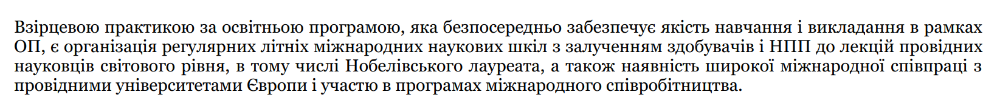 Взірцевою практикою за освітньою програмою, яка безпосередньо забезпечує якість навчання і викладання в рамках
ОП, є організація регулярних літніх міжнародних наукових шкіл з залученням здобувачів і НПП до лекцій провідних
науковців світового рівня, в тому числі Нобелівського лауреата, а також наявність широкої міжнародної співпраці з
провідними університетами Європи і участю в програмах міжнародного співробітництва.